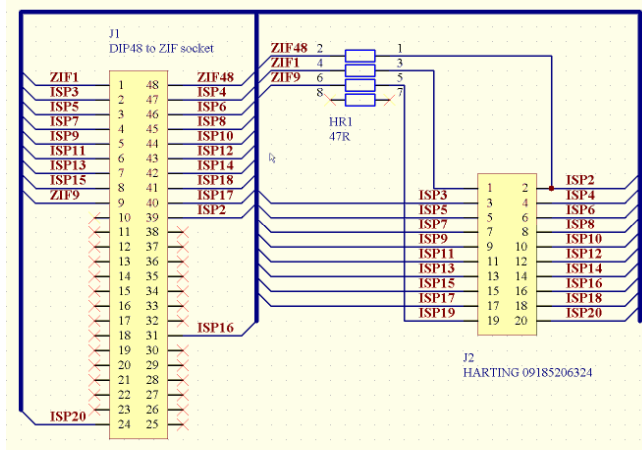 J1
DIP48 to ZIF socket
ZIF1 1 48 ZIF48
ISP3 2 47 ISP4
ISP5 3 46 ISP6
ISP7 4 45 ISP8
ISP9 5 44 ISP10
ISP11 6 43 ISP12
ISP13 7 42 ISP14
ISP15 8 41 ISP18
ZIF9 9 40 ISP17
10 39 ISP2
11 38
12 37
13 36
14 35
15 34
16 33
17 32
18 31 ISP16
19 30
20 29
21 28
22 27
23 26
ISP20 24 25
ZIF48 2 1
ZIF1 4 3
ZIF9 6 5
8 7
HR1
47R
1 2 ISP2
ISP3 3 4 ISP4
ISP5 5 6 ISP6
ISP7 7 8 ISP8
ISP9 9 10 ISP10
ISP11 11 12 ISP12
ISP13 13 14 ISP14
ISP15 15 16 ISP16
ISP17 17 18 ISP18
ISP19 19 20 ISP20
J2
HARTING 09185206324